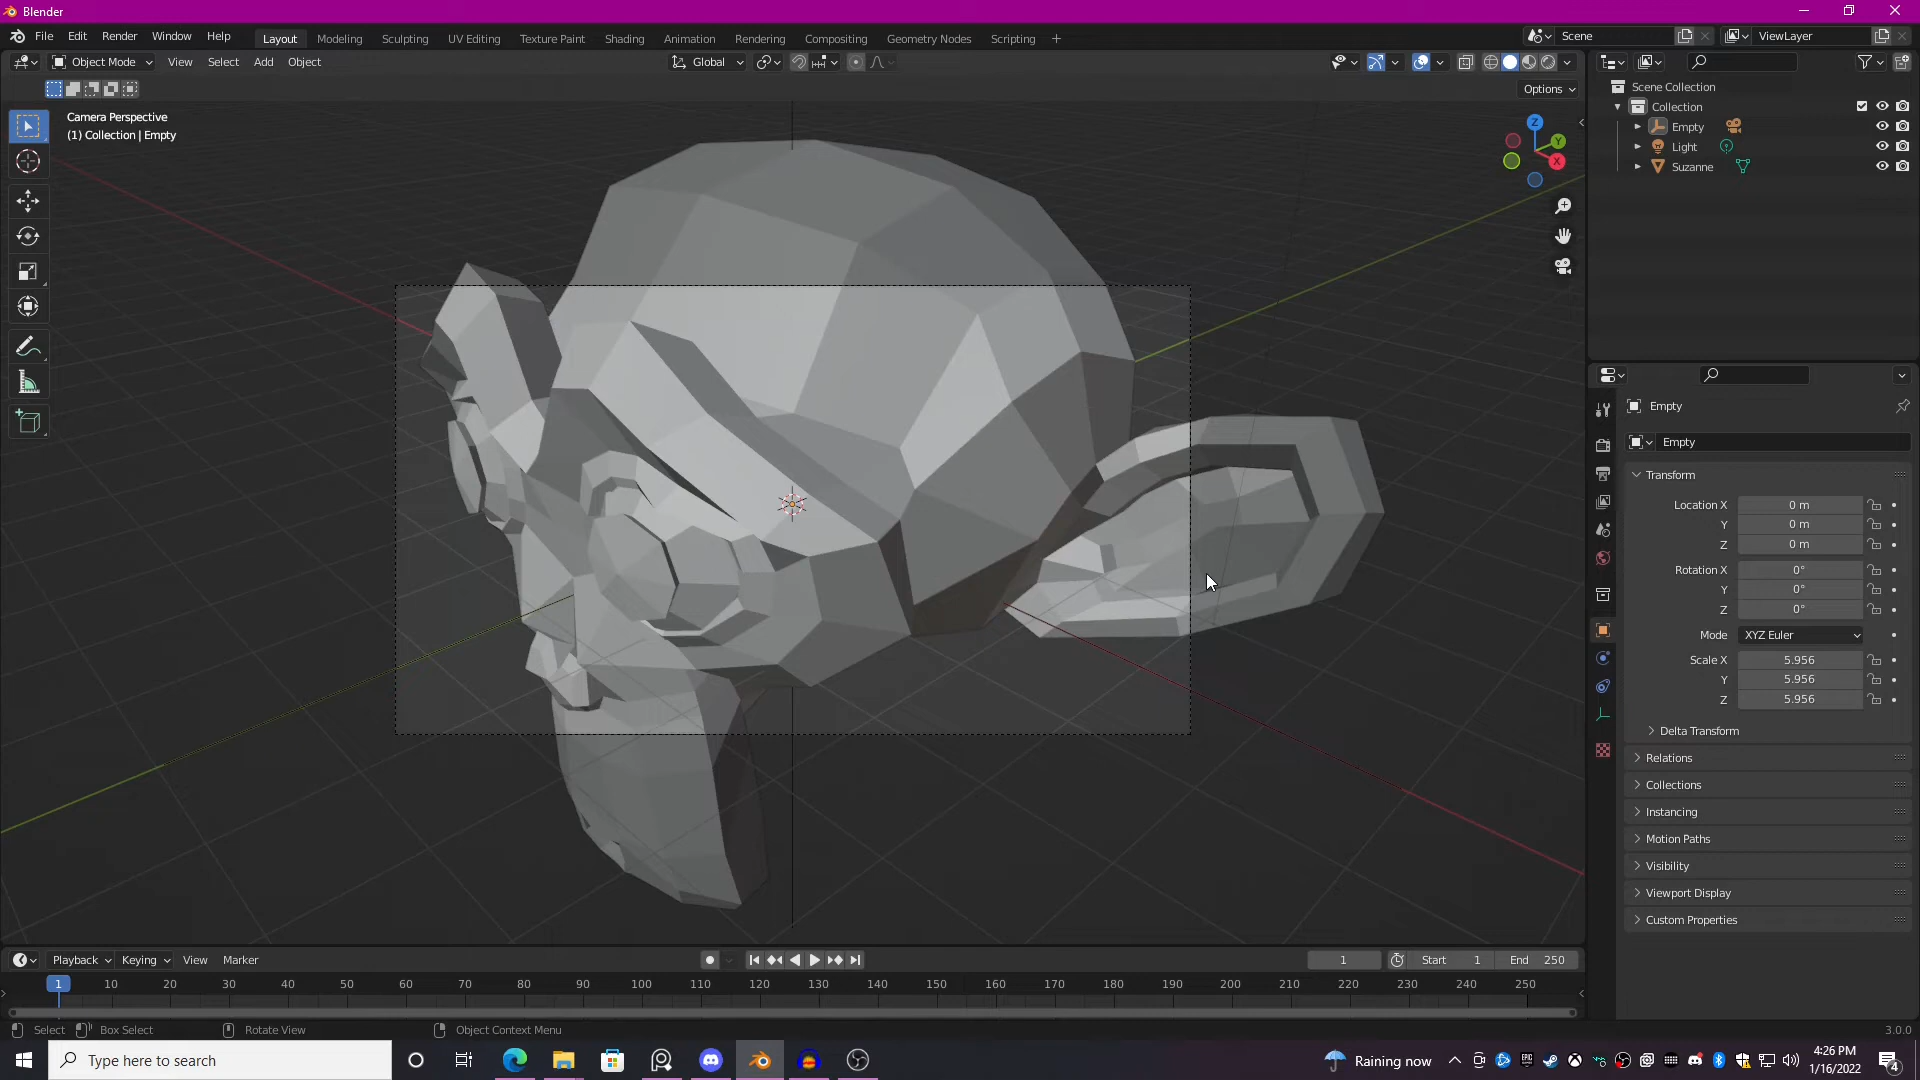 Blender
File Edit Render Window Help
Layout Modeling Sculpting UV Editing Texture Paint Shading Animation Rendering Compositing Geometry Nodes Scripting +
Scene
ViewLayer
Object Mode View Select Add Object
Global
Options
Camera Perspective
(1) Collection | Empty
Z
Y
X
Scene Collection
Collection
Empty
Light
Suzanne
Empty
Empty
Transform
Location X 0 m
Y 0 m
Z 0 m
Rotation X 0°
Y 0°
Z 0°
Mode XYZ Euler
Scale X 5.956
Y 5.956
Z 5.956
Delta Transform
Relations
Collections
Instancing
Motion Paths
Visibility
Viewport Display
Custom Properties
Playback Keying View Marker
1 Start 1 End 250
1 10 20 30 40 50 60 70 80 90 100 110 120 130 140 150 160 170 180 190 200 210 220 230 240 250
Select Box Select Rotate View Object Context Menu
3.0.0
Type here to search
Raining now
4:26 PM
1/16/2022
4